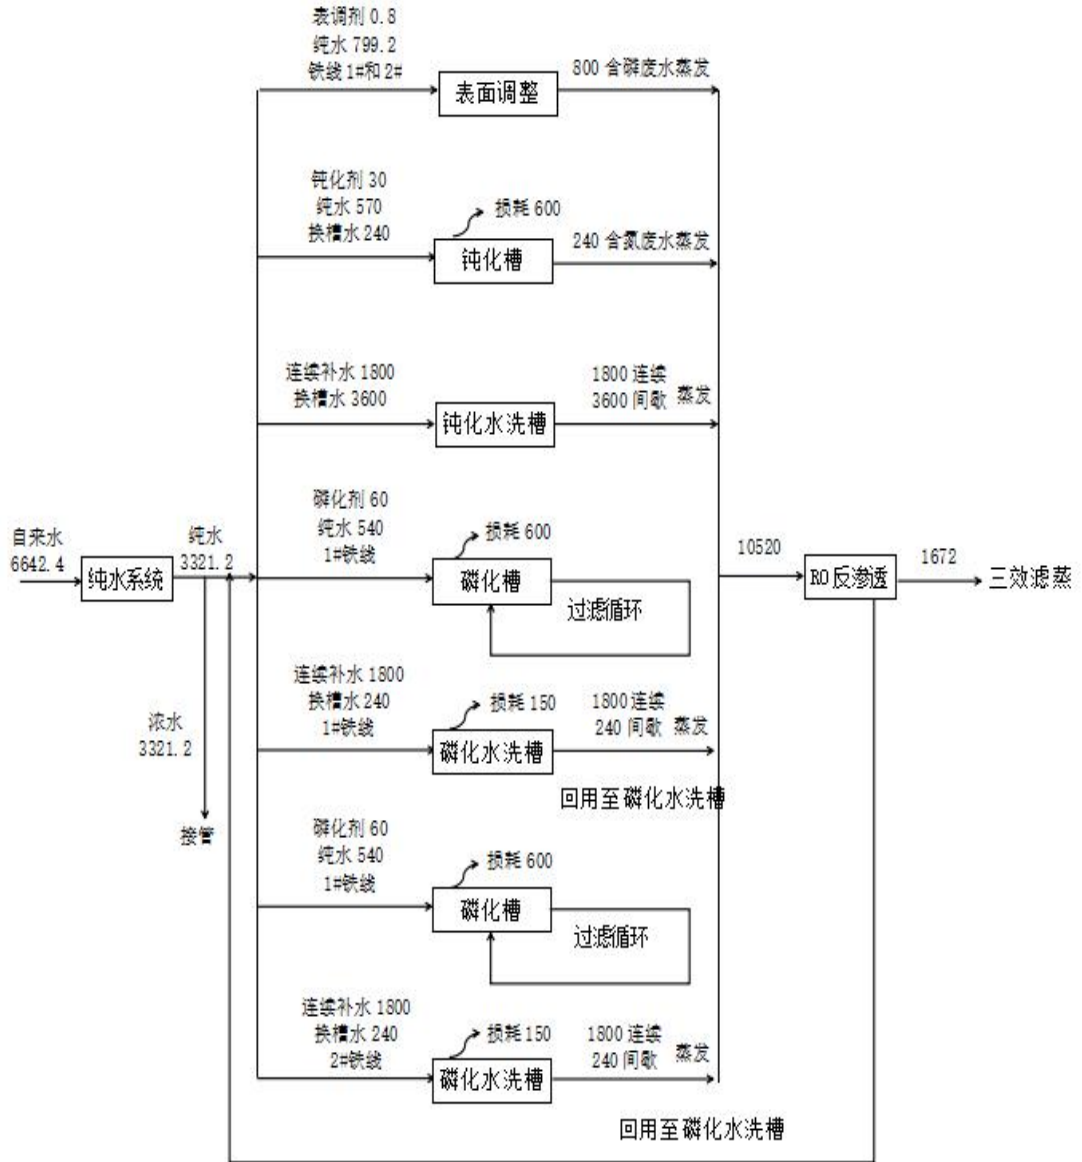 表调剂 0.8
纯水 799.2
铁线 1#和 2#
表面调整
800 含磷废水蒸发
钝化剂 30
纯水 570
换槽水 240
损耗 600
钝化槽
240 含氮废水蒸发
连续补水 1800
换槽水 3600
钝化水洗槽
1800 连续
3600 间歇
蒸发
磷化剂 60
纯水 540
1#铁线
损耗 600
磷化槽
过滤循环
自来水
6642.4
纯水系统
纯水
3321.2
10520
RO 反渗透
1672
三效滤蒸
连续补水 1800
换槽水 240
1#铁线
损耗 150
磷化水洗槽
1800 连续
240 间歇
蒸发
浓水
3321.2
接管
回用至磷化水洗槽
磷化剂 60
纯水 540
1#铁线
损耗 600
磷化槽
过滤循环
连续补水 1800
换槽水 240
2#铁线
损耗 150
磷化水洗槽
1800 连续
240 间歇
蒸发
回用至磷化水洗槽